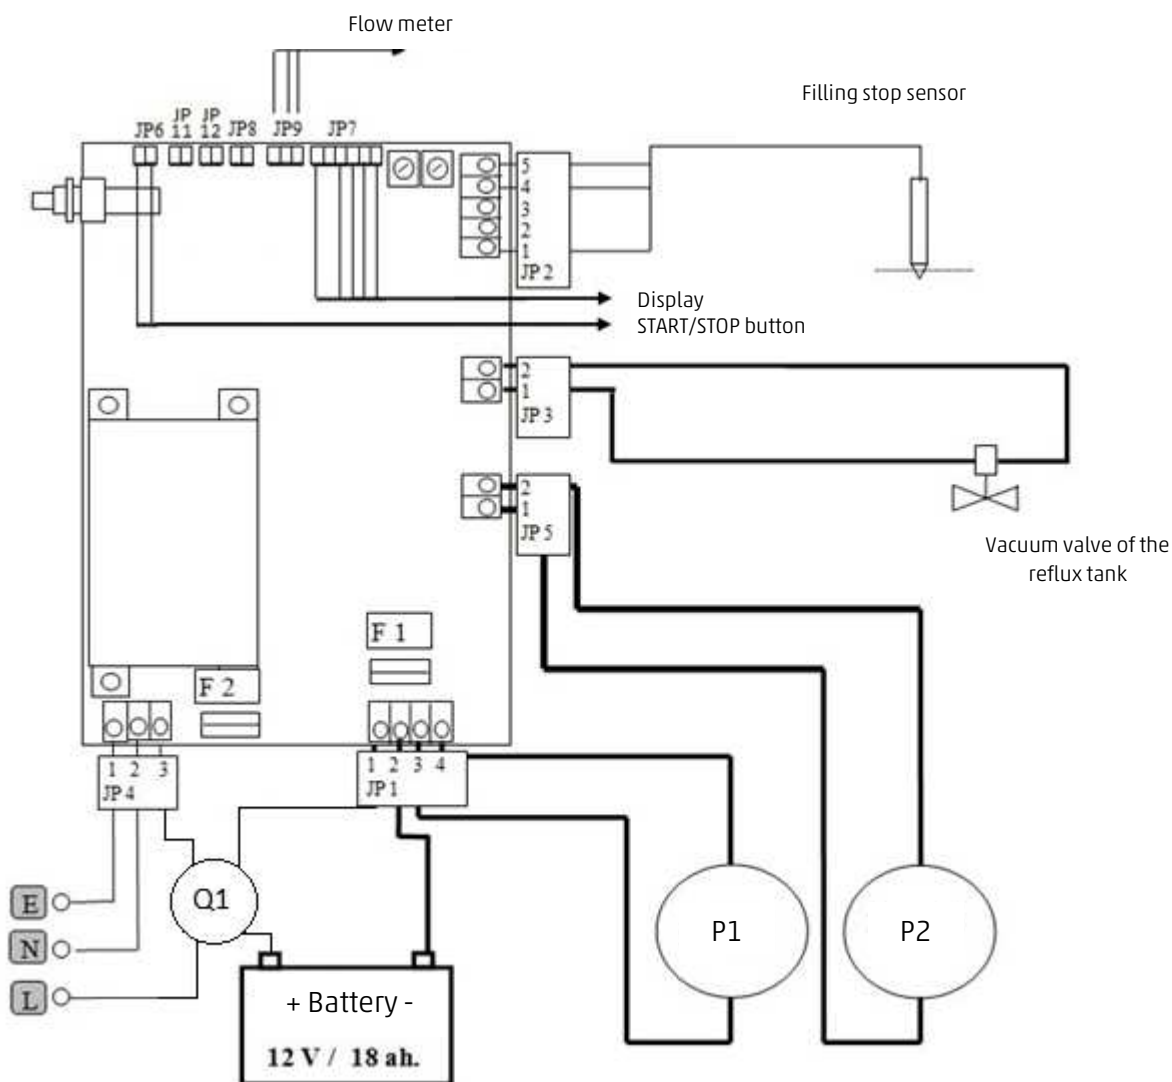 Flow meter
Filling stop sensor
JP6
JP
11
JP
12
JP8
JP9
JP7
5
4
3
2
1
JP 2
Display
START/STOP button
2
1
JP 3
2
1
JP 5
Vacuum valve of the
reflux tank
F 1
F 2
1 2 3
JP 4
1 2 3 4
JP 1
E
N
L
Q1
P1
P2
+ Battery -
12 V / 18 ah.